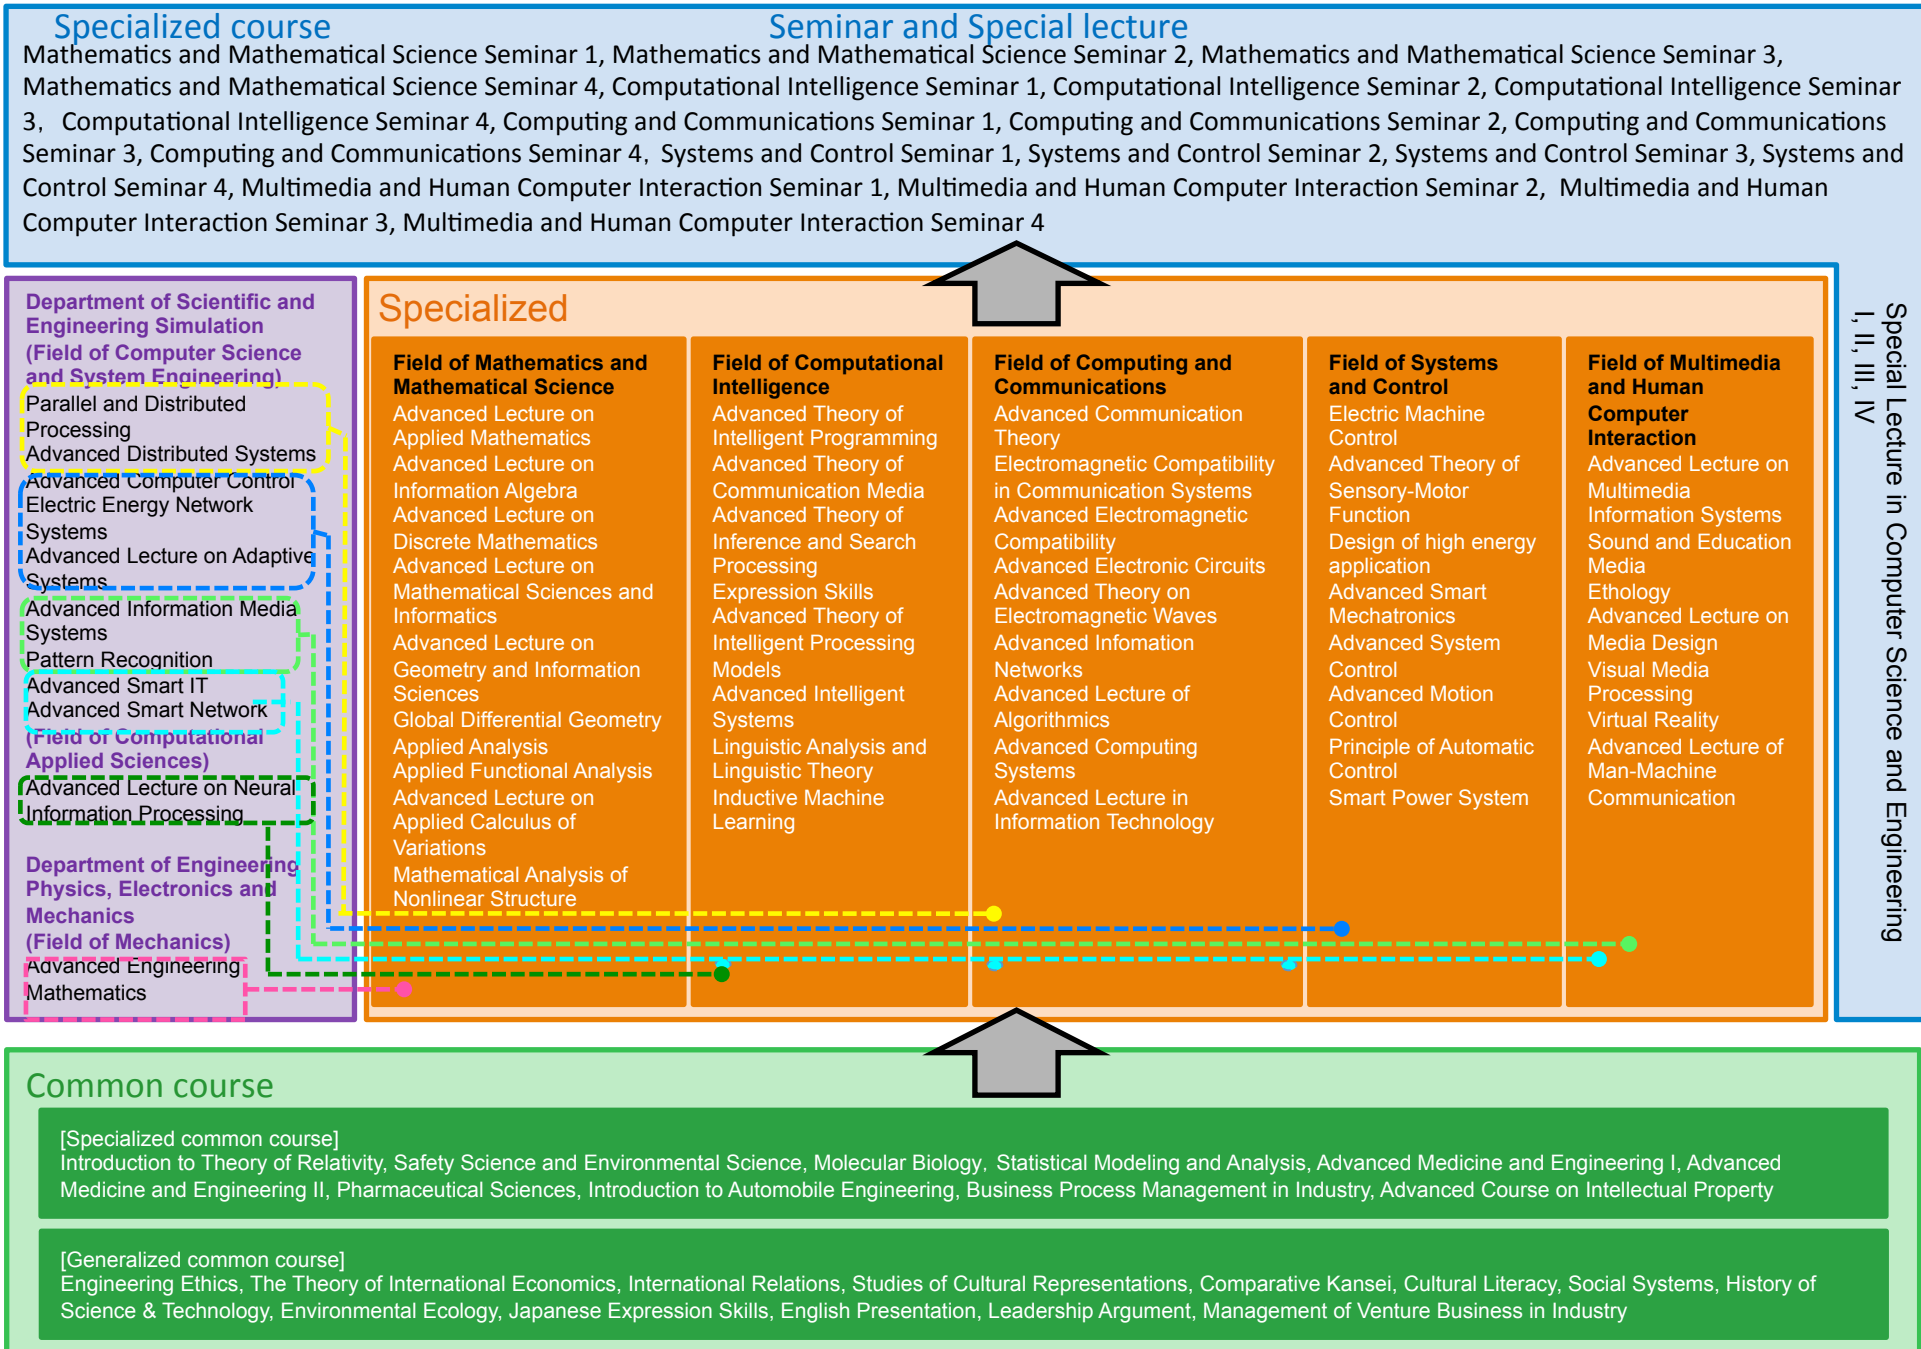 Specialized course
Seminar and Special lecture
Mathematics and Mathematical Science Seminar 1, Mathematics and Mathematical Science Seminar 2, Mathematics and Mathematical Science Seminar 3,
Mathematics and Mathematical Science Seminar 4, Computational Intelligence Seminar 1, Computational Intelligence Seminar 2, Computational Intelligence Seminar
3, Computational Intelligence Seminar 4, Computing and Communications Seminar 1, Computing and Communications Seminar 2, Computing and Communications
Seminar 3, Computing and Communications Seminar 4, Systems and Control Seminar 1, Systems and Control Seminar 2, Systems and Control Seminar 3, Systems and
Control Seminar 4, Multimedia and Human Computer Interaction Seminar 1, Multimedia and Human Computer Interaction Seminar 2, Multimedia and Human
Computer Interaction Seminar 3, Multimedia and Human Computer Interaction Seminar 4
Department of Scientific and
Engineering Simulation
(Field of Computer Science
and System Engineering)
Parallel and Distributed
Processing
Advanced Distributed Systems
Advanced Computer Control
Electric Energy Network
Systems
Advanced Lecture on Adaptive
Systems
Advanced Information Media
Systems
Pattern Recognition
Advanced Smart IT
Advanced Smart Network
(Field of Computational
Applied Sciences)
Advanced Lecture on Neural
Information Processing
Department of Engineering
Physics, Electronics and
Mechanics
(Field of Mechanics)
Advanced Engineering
Mathematics
Specialized
Field of Mathematics and
Mathematical Science
Advanced Lecture on
Applied Mathematics
Advanced Lecture on
Information Algebra
Advanced Lecture on
Discrete Mathematics
Advanced Lecture on
Mathematical Sciences and
Informatics
Advanced Lecture on
Geometry and Information
Sciences
Global Differential Geometry
Applied Analysis
Applied Functional Analysis
Advanced Lecture on
Applied Calculus of
Variations
Mathematical Analysis of
Nonlinear Structure
Field of Computational
Intelligence
Advanced Theory of
Intelligent Programming
Advanced Theory of
Communication Media
Advanced Theory of
Inference and Search
Processing
Expression Skills
Advanced Theory of
Intelligent Processing
Models
Advanced Intelligent
Systems
Linguistic Analysis and
Linguistic Theory
Inductive Machine
Learning
Field of Computing and
Communications
Advanced Communication
Theory
Electromagnetic Compatibility
in Communication Systems
Advanced Electromagnetic
Compatibility
Advanced Electronic Circuits
Advanced Theory on
Electromagnetic Waves
Advanced Infomation
Networks
Advanced Lecture of
Algorithmics
Advanced Computing
Systems
Advanced Lecture in
Information Technology
Field of Systems
and Control
Electric Machine
Control
Advanced Theory of
Sensory-Motor
Function
Design of high energy
application
Advanced Smart
Mechatronics
Advanced System
Control
Advanced Motion
Control
Principle of Automatic
Control
Smart Power System
Field of Multimedia
and Human
Computer
Interaction
Advanced Lecture on
Multimedia
Information Systems
Sound and Education
Media
Ethology
Advanced Lecture on
Media Design
Visual Media
Processing
Virtual Reality
Advanced Lecture of
Man-Machine
Communication
Special Lecture in Computer Science and Engineering
I, II, III, IV
Common course
[Specialized common course]
Introduction to Theory of Relativity, Safety Science and Environmental Science, Molecular Biology, Statistical Modeling and Analysis, Advanced Medicine and Engineering I, Advanced
Medicine and Engineering II, Pharmaceutical Sciences, Introduction to Automobile Engineering, Business Process Management in Industry, Advanced Course on Intellectual Property
[Generalized common course]
Engineering Ethics, The Theory of International Economics, International Relations, Studies of Cultural Representations, Comparative Kansei, Cultural Literacy, Social Systems, History of
Science & Technology, Environmental Ecology, Japanese Expression Skills, English Presentation, Leadership Argument, Management of Venture Business in Industry